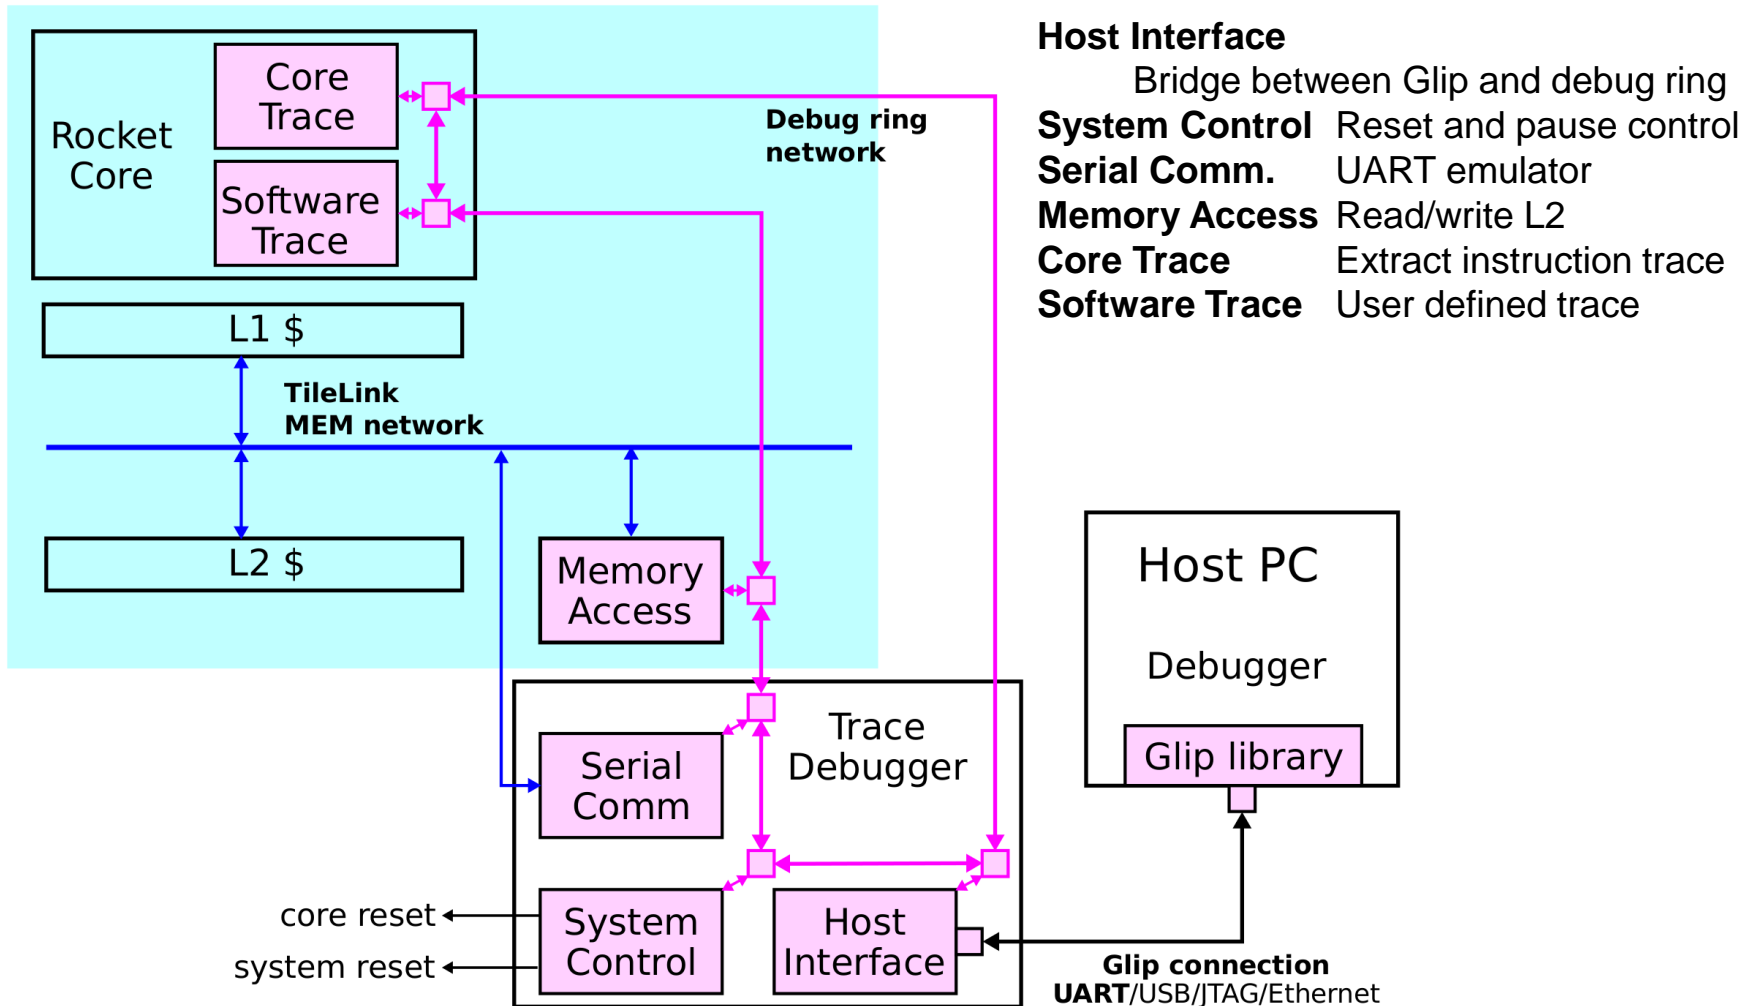 Rocket
Core
Core
Trace
Software
Trace
Debug ring
network
L1 $
TileLink
MEM network
L2 $
Memory
Access
Host Interface
Bridge between Glip and debug ring
System Control Reset and pause control
Serial Comm. UART emulator
Memory Access Read/write L2
Core Trace Extract instruction trace
Software Trace User defined trace
Trace
Debugger
Serial
Comm
System
Control
Host
Interface
core reset
system reset
Host PC
Debugger
Glip library
Glip connection
UART/USB/JTAG/Ethernet